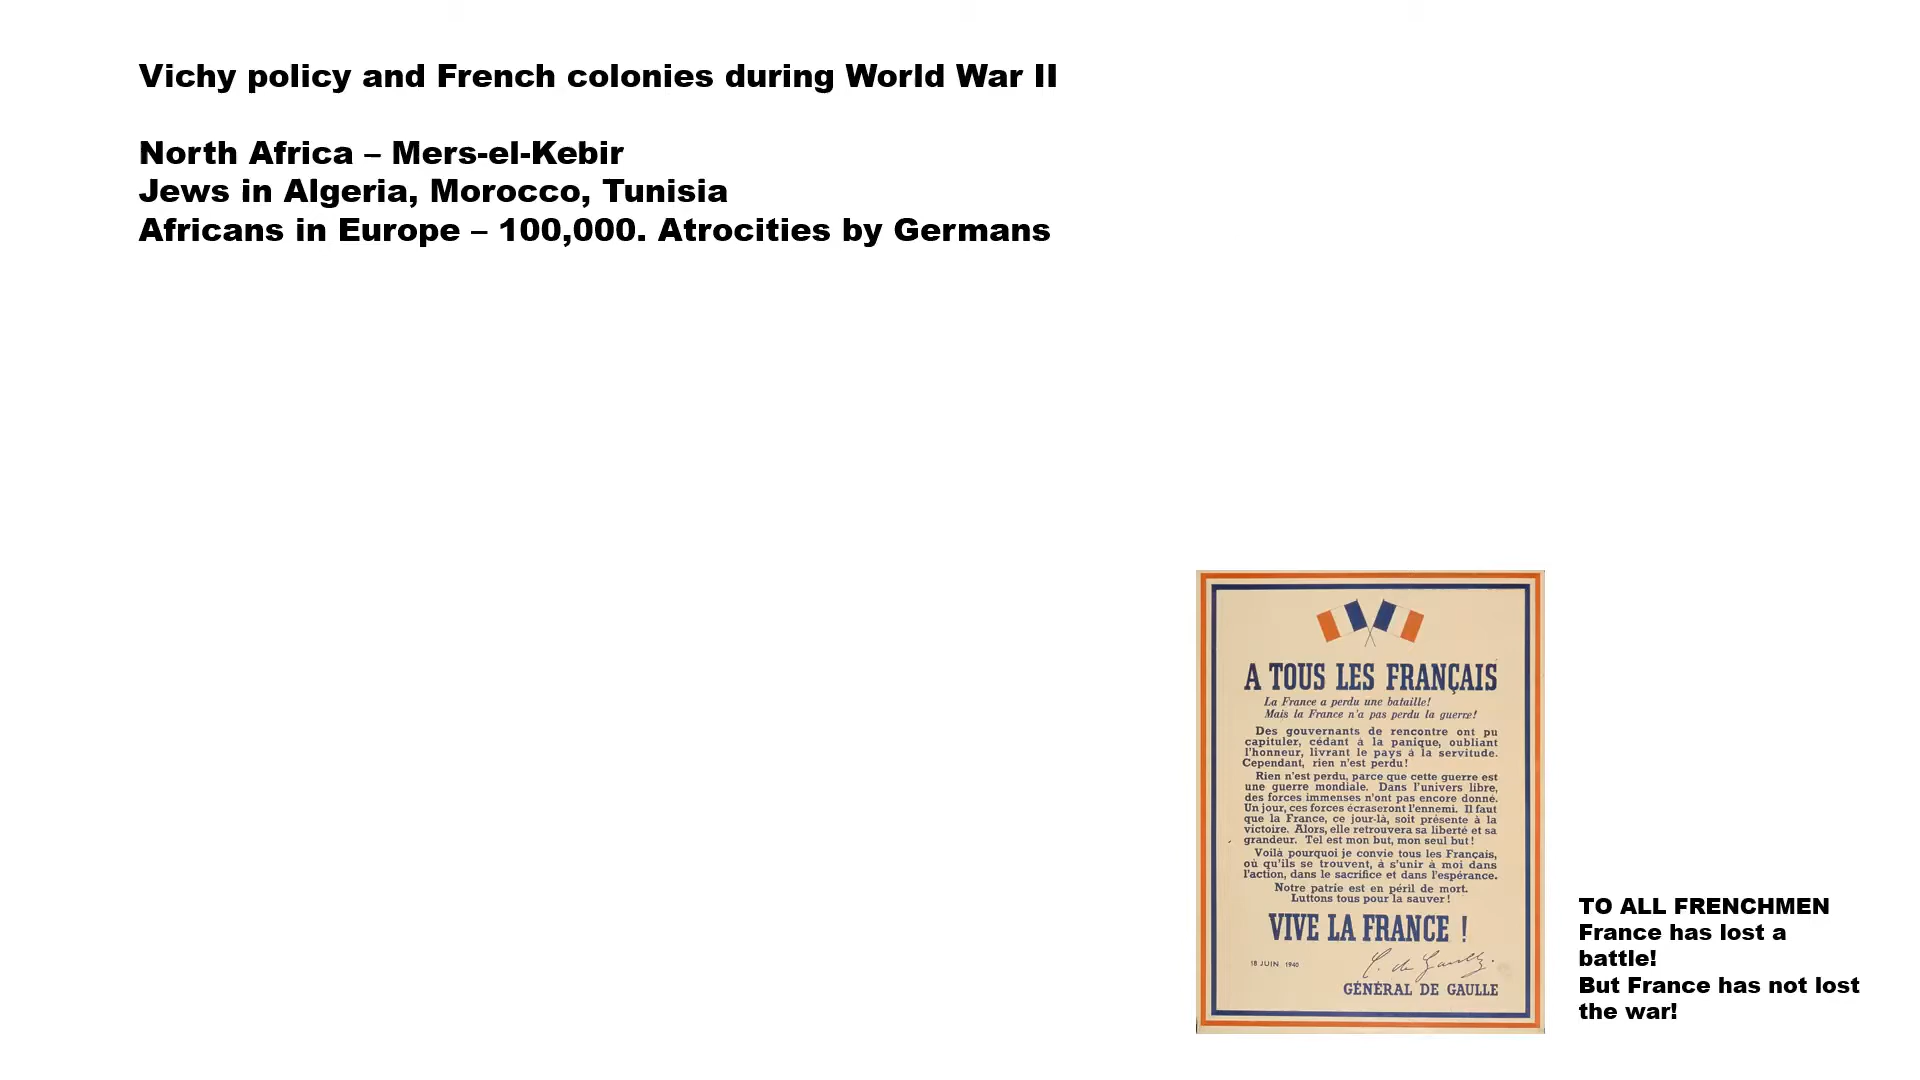 Vichy policy and French colonies during World War II
North Africa – Mers-el-Kebir
Jews in Algeria, Morocco, Tunisia
Africans in Europe – 100,000. Atrocities by Germans
A TOUS LES FRANÇAIS
La France a perdu une bataille!
Mais la France n'a pas perdu la guerre!
Des gouvernants de rencontre ont pu
capituler, cédant à la panique, oubliant
l'honneur, livrant le pays à la servitude.
Cependant, rien n'est perdu!
Rien n'est perdu, parce que cette guerre est
une guerre mondiale. Dans l'univers libre,
des forces immenses n'ont pas encore donné.
Un jour, ces forces écraseront l'ennemi. Il faut
que la France, ce jour-là, soit présente à la
victoire. Alors, elle retrouvera sa liberté et sa
grandeur. Tel est mon but, mon seul but!
Voilà pourquoi je convie tous les Français,
où qu'ils se trouvent, à s'unir à moi dans
l'action, dans le sacrifice et dans l'espérance.
Notre patrie est en péril de mort.
Luttons tous pour la sauver!
VIVE LA FRANCE !
18 JUIN 1940
C. de Gaulle.
GÉNÉRAL DE GAULLE
TO ALL FRENCHMEN
France has lost a
battle!
But France has not lost
the war!